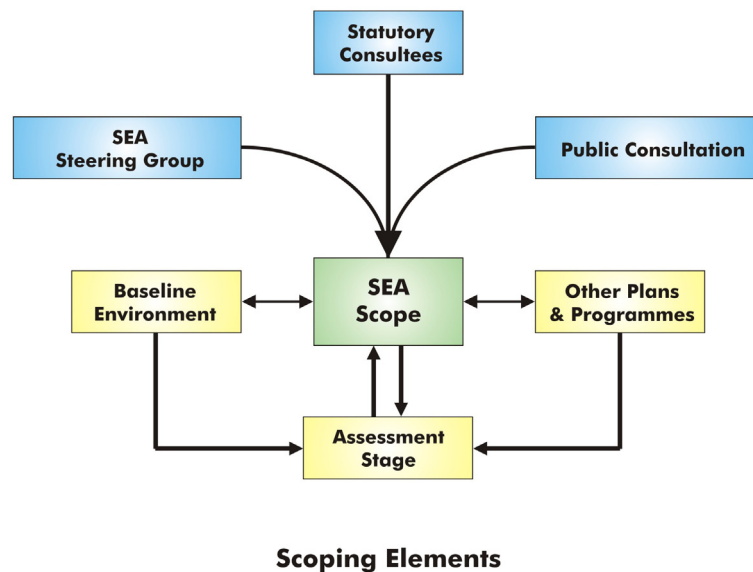 Statutory
Consultees
SEA
Steering Group
Public Consultation
Baseline
Environment
SEA
Scope
Other Plans
& Programmes
Assessment
Stage
Scoping Elements